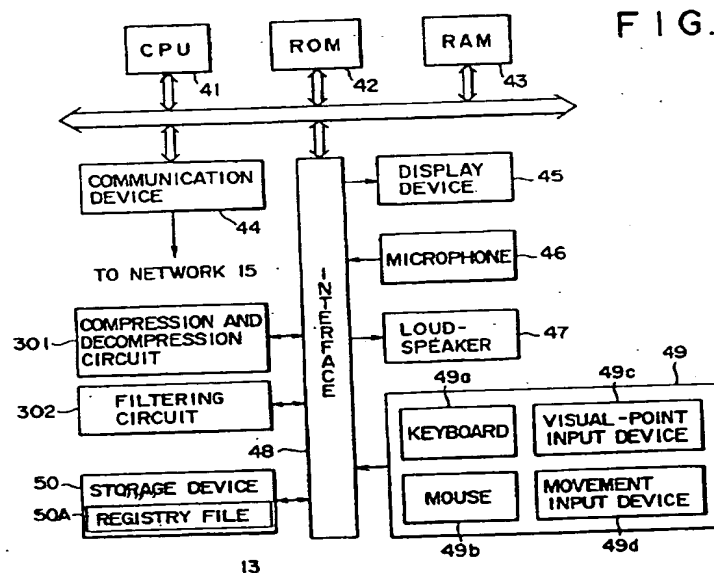 FIG.
CPU
ROM
RAM
41
42
43
COMMUNICATION
DEVICE
44
TO NETWORK 15
DISPLAY
DEVICE
45
MICROPHONE
46
LOUD-
SPEAKER
47
INTERFACE
48
301
COMPRESSION AND
DECOMPRESSION
CIRCUIT
302
FILTERING
CIRCUIT
50
STORAGE DEVICE
50A
REGISTRY FILE
49
49a
KEYBOARD
49c
VISUAL-POINT
INPUT DEVICE
MOUSE
49b
MOVEMENT
INPUT DEVICE
49d
13